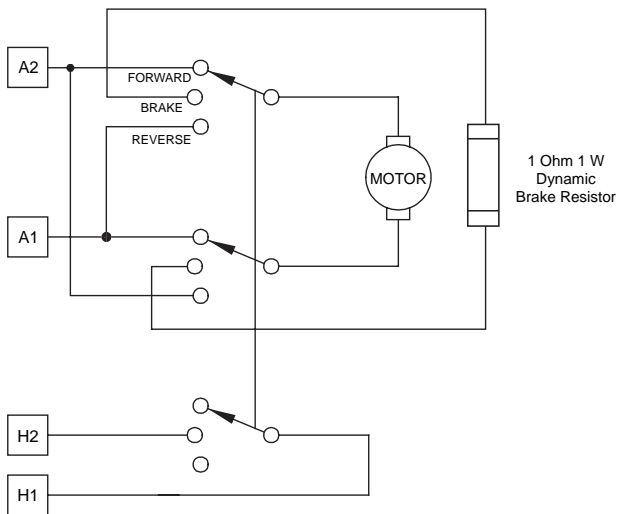 A2
FORWARD
BRAKE
REVERSE
MOTOR
1 Ohm 1 W
Dynamic
Brake Resistor
A1
H2
H1